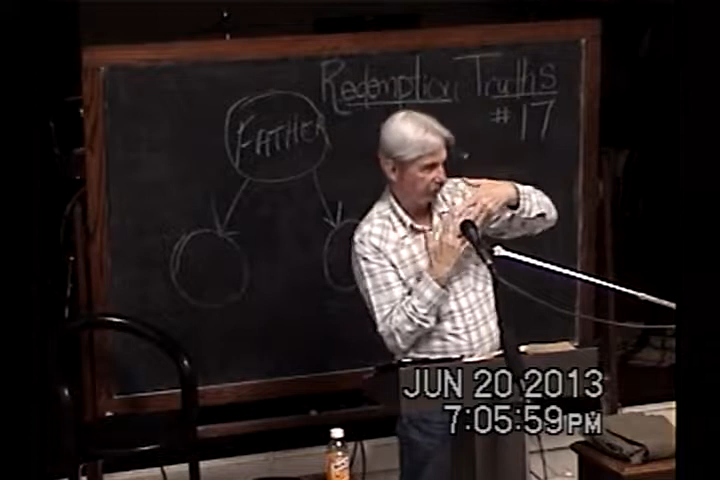 Redemption Truths
#17
FATHER
JUN 20 2013
7:05:59PM